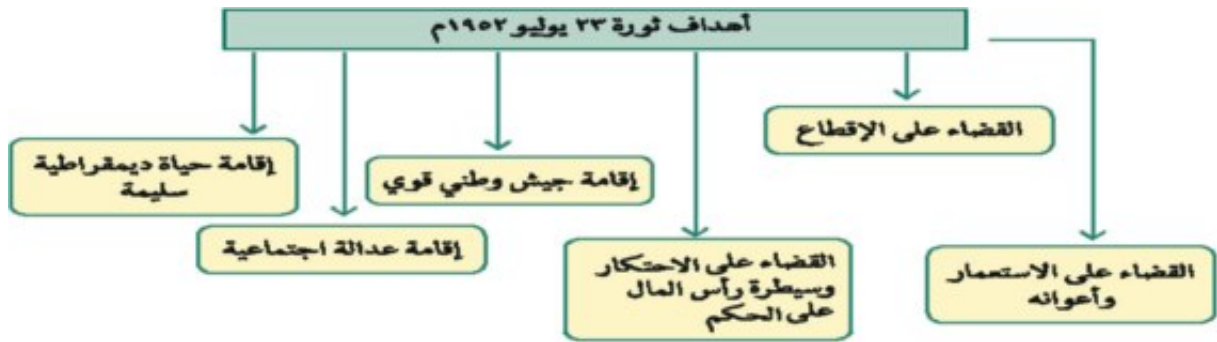 أهداف ثورة ٢٣ يوليو ١٩٥٢م
القضاء على الاستعمار
وأعوانه
القضاء على الإقطاع
القضاء على الاحتكار
وسيطرة رأس المال
على الحكم
إقامة جيش وطني قوي
إقامة عدالة اجتماعية
إقامة حياة ديمقراطية
سليمة